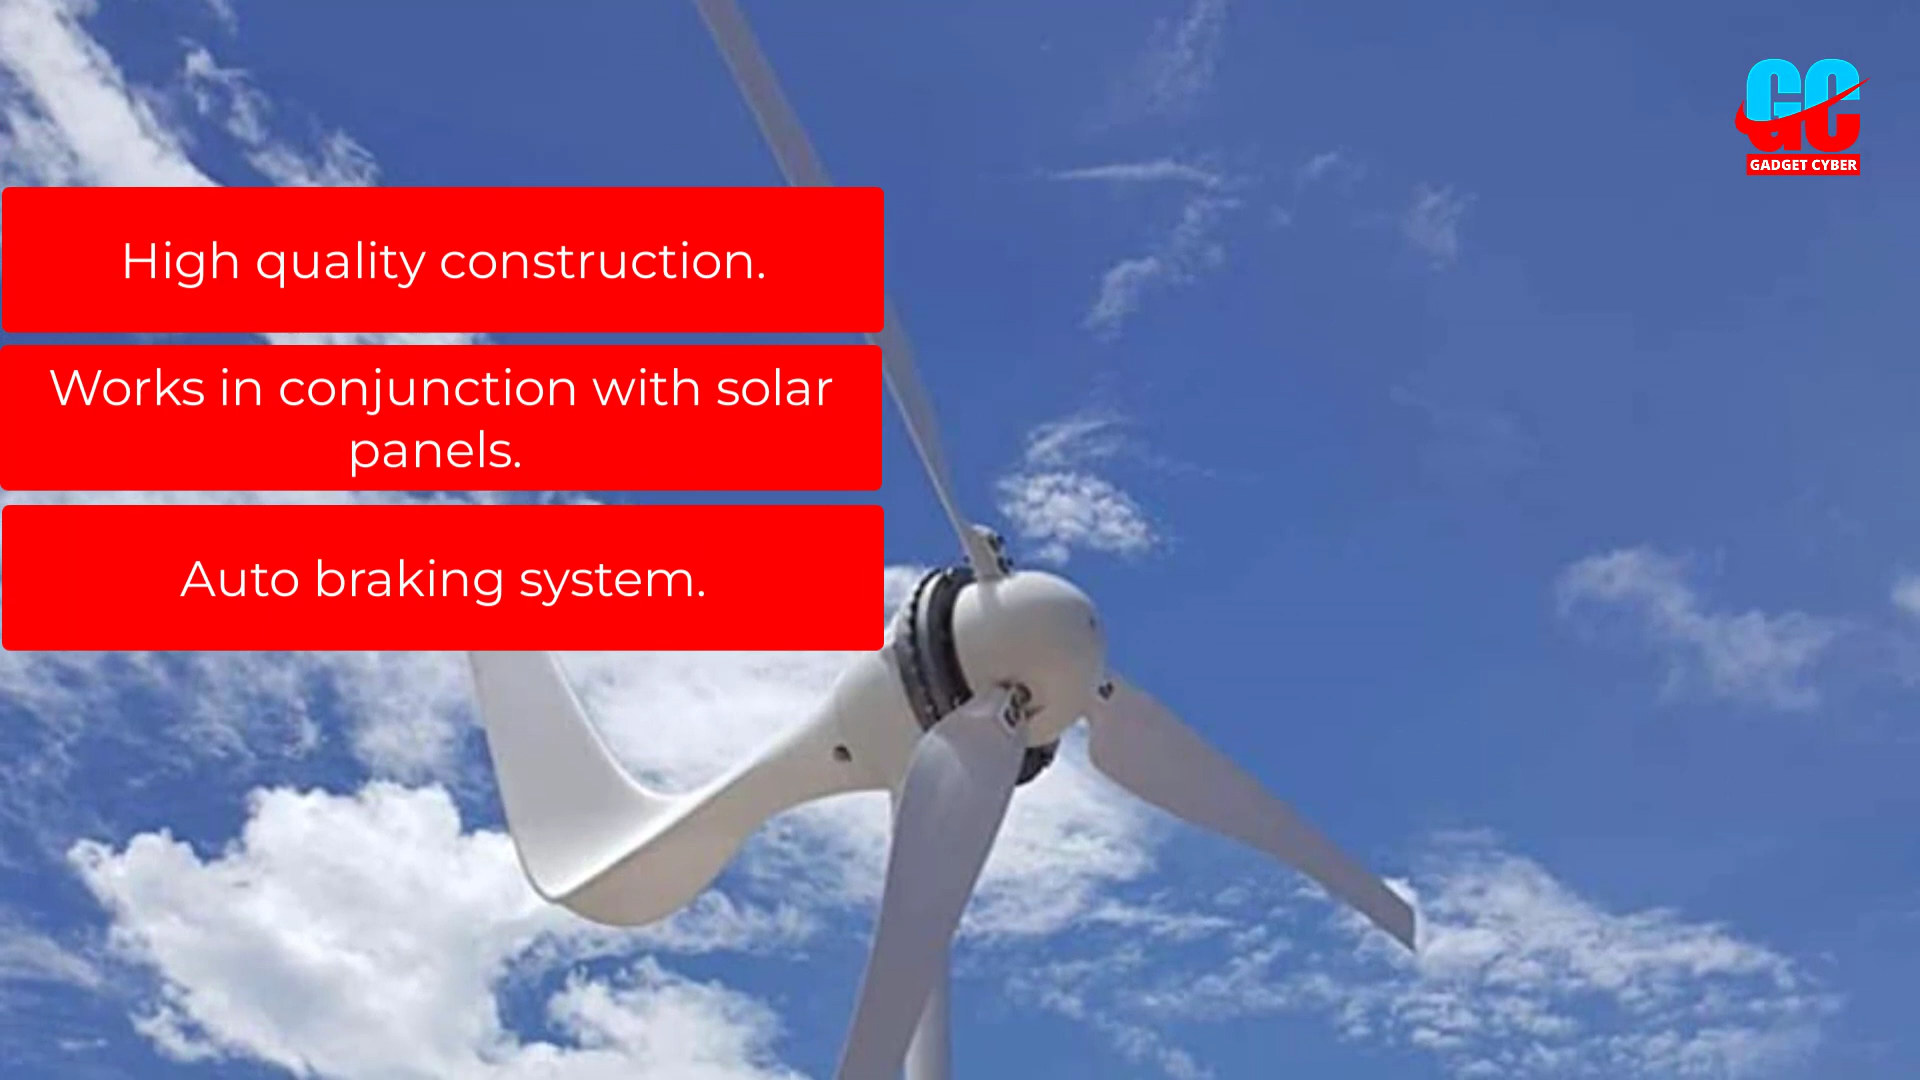 GC
GADGET CYBER
High quality construction.
Works in conjunction with solar
panels.
Auto braking system.